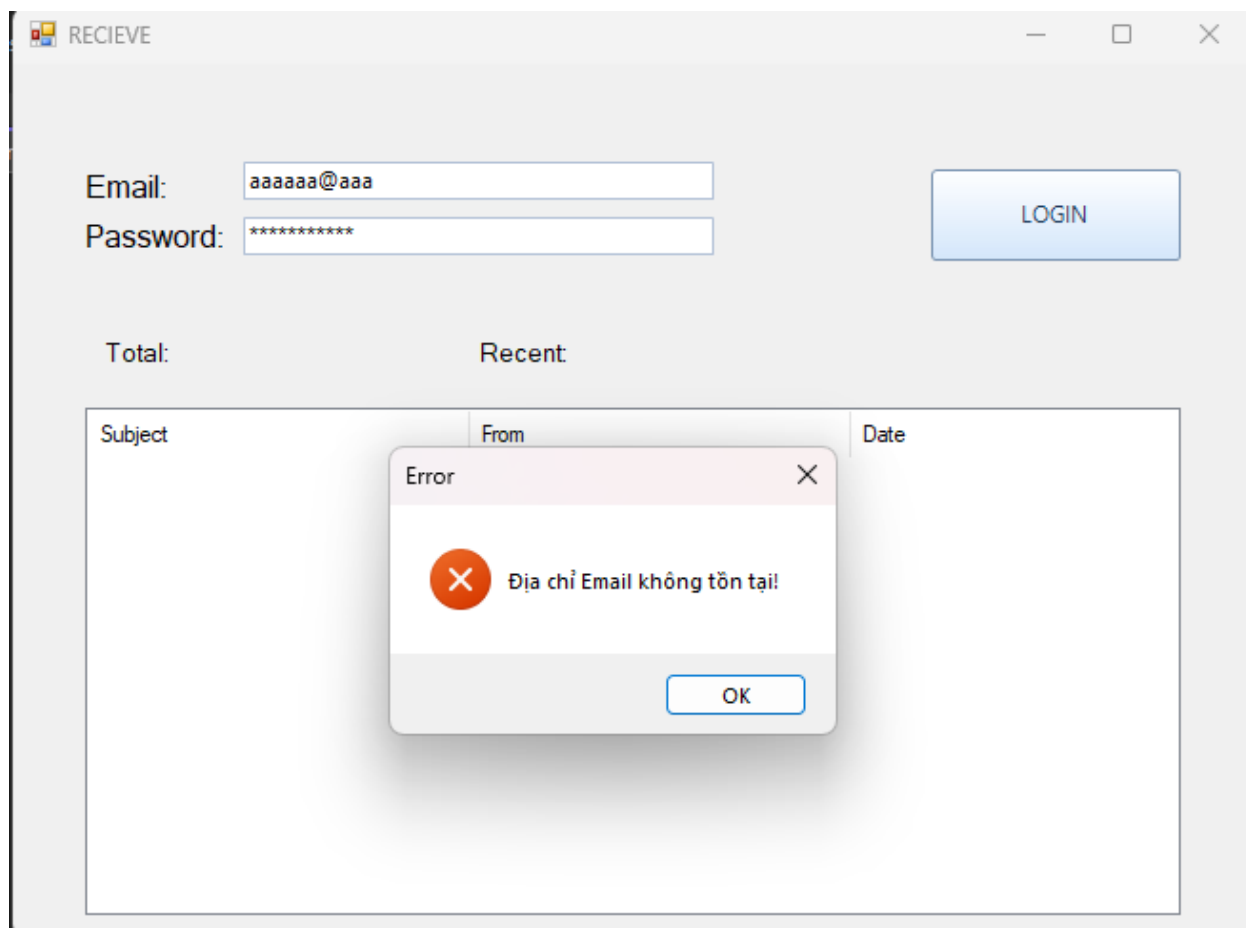 RECIEVE
Email: aaaaaa@aaa
LOGIN
Password: ***********
Total: Recent:
Subject From Date
Error
Địa chỉ Email không tồn tại!
OK